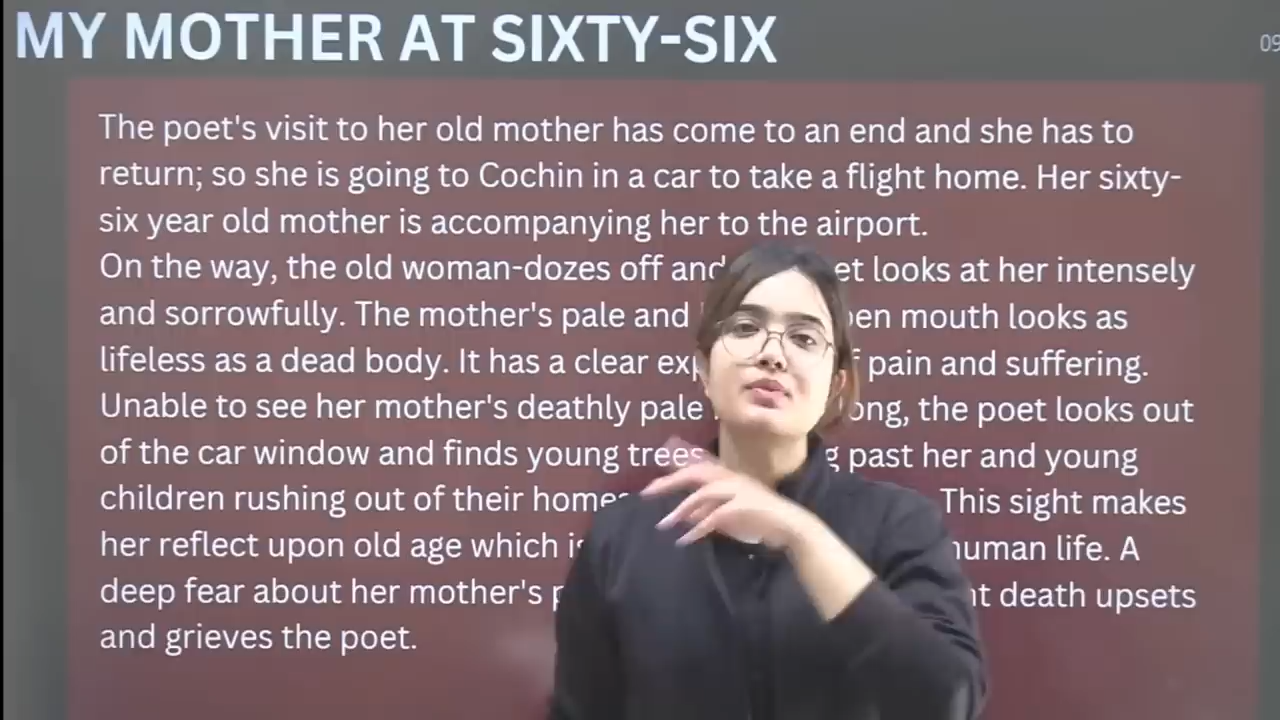 MY MOTHER AT SIXTY-SIX
09
The poet's visit to her old mother has come to an end and she has to
return; so she is going to Cochin in a car to take a flight home. Her sixty-
six year old mother is accompanying her to the airport.
On the way, the old woman-dozes off and looks at her intensely
and sorrowfully. The mother's pale and mouth looks as
lifeless as a dead body. It has a clear pain and suffering.
Unable to see her mother's deathly pale the poet looks out
of the car window and finds young trees past her and young
children rushing out of their This sight makes
her reflect upon old age which human life. A
deep fear about her mother's death upsets
and grieves the poet.